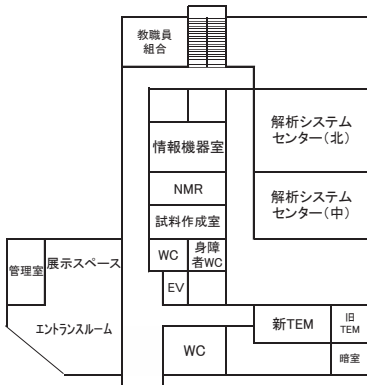 教職員
組合
解析システム
センター(北)
情報機器室
NMR
解析システム
センター(中)
試料作成室
WC
身障
者WC
管理室
展示スペース
EV
エントランスルーム
新TEM
旧
TEM
WC
暗室